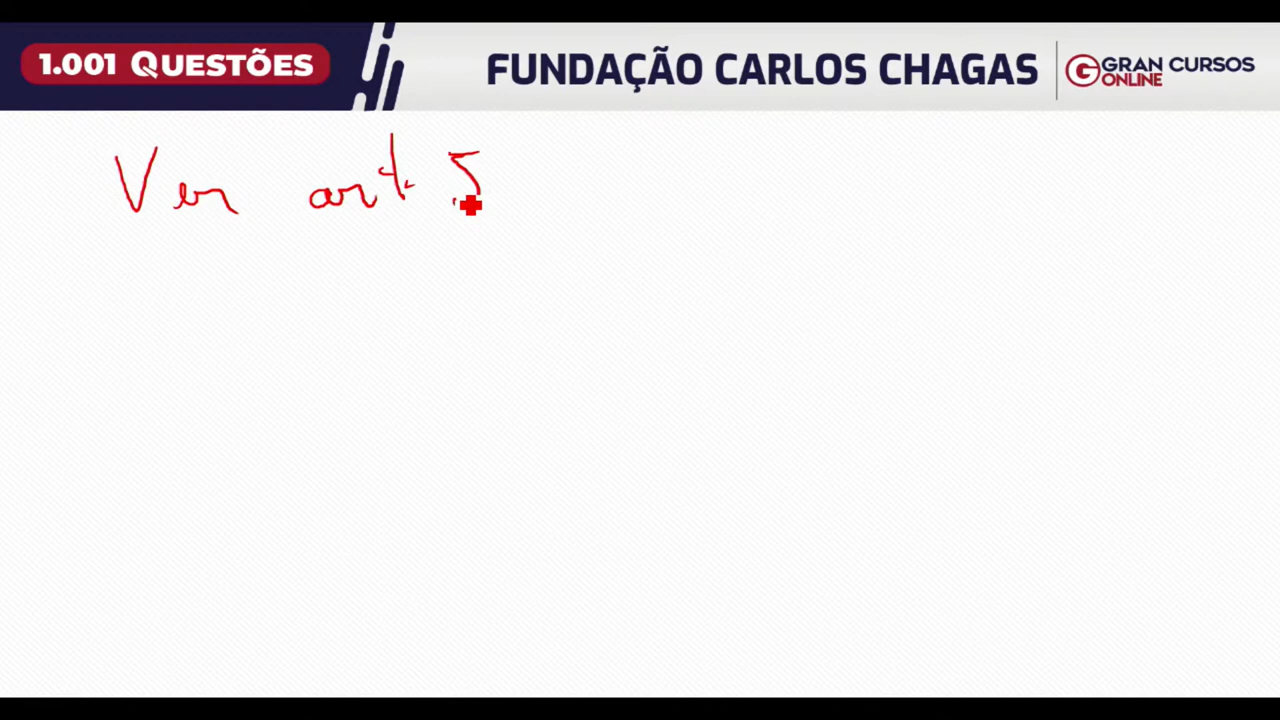 1.001 QUESTÕES
FUNDAÇÃO CARLOS CHAGAS
GRAN CURSOS
ONLINE
Ver art. 5